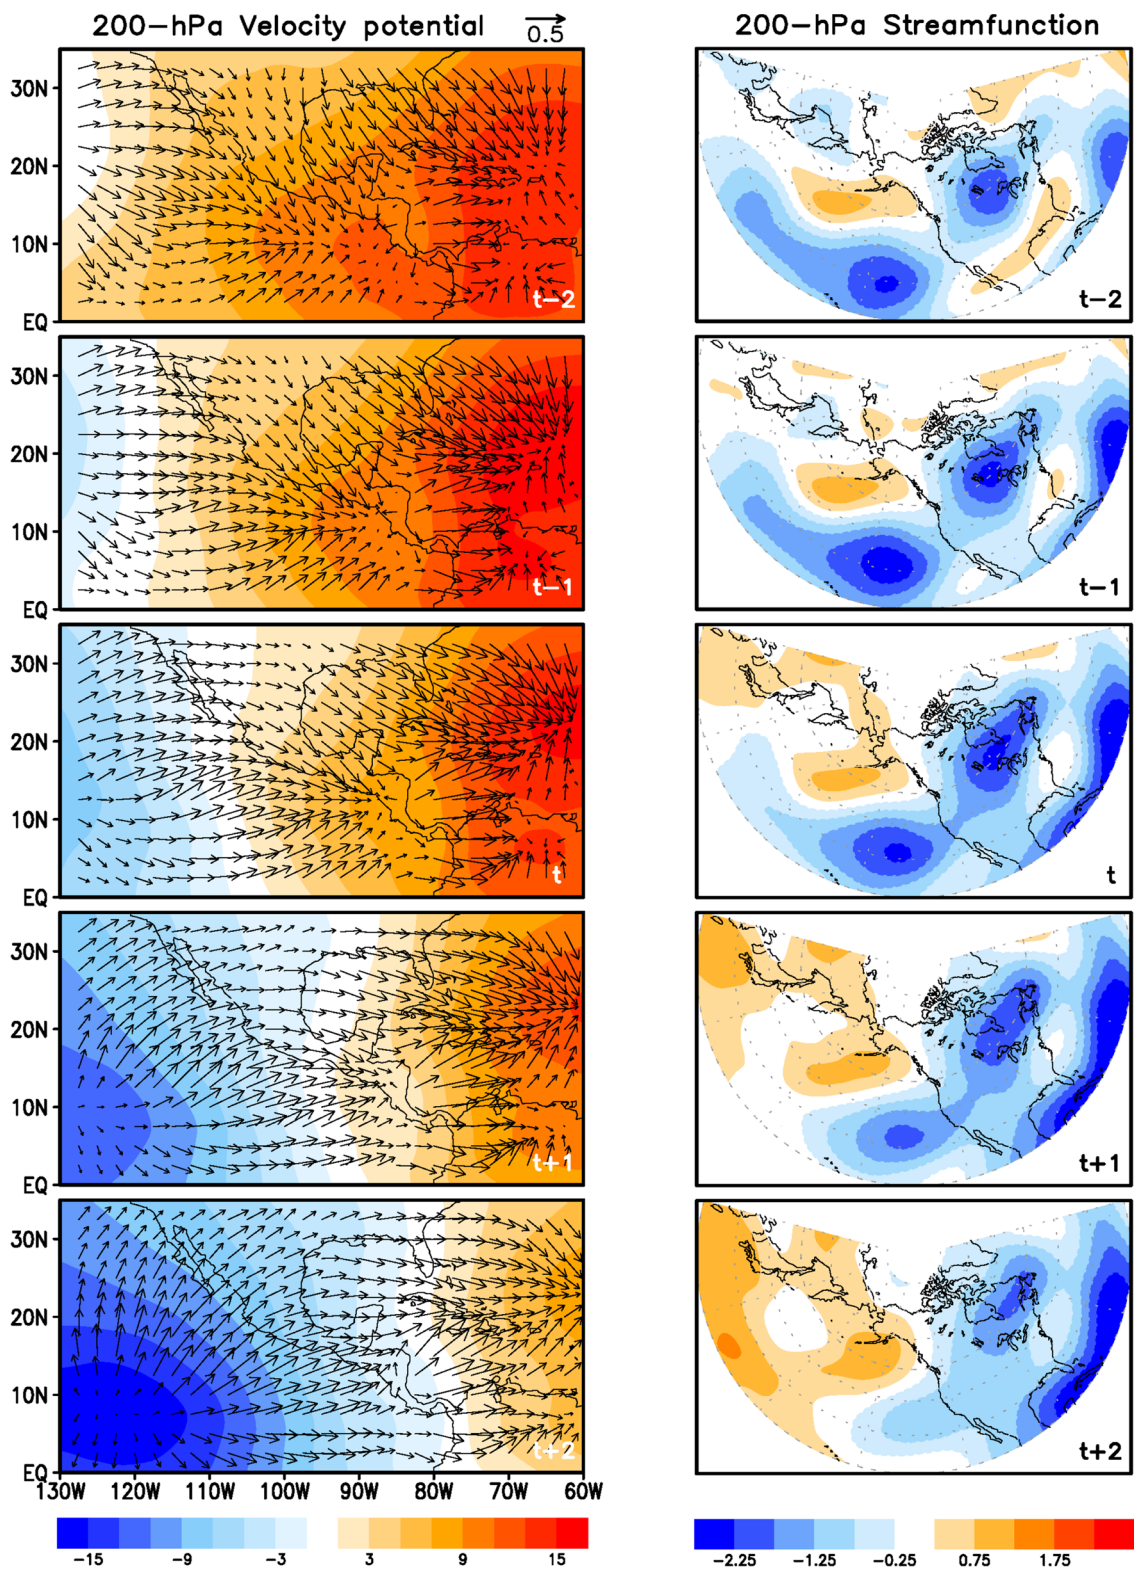 200-hPa Velocity potential
0.5
200-hPa Streamfunction
30N
20N
10N
EQ
t-2
t-2
30N
20N
10N
EQ
t-1
t-1
30N
20N
10N
EQ
t
t
30N
20N
10N
EQ
t+1
t+1
30N
20N
10N
EQ
t+2
t+2
130W 120W 110W 100W 90W 80W 60W
-15 -9 -3 3 9 15
-2.25 -1.25 -0.25 0.75 1.75